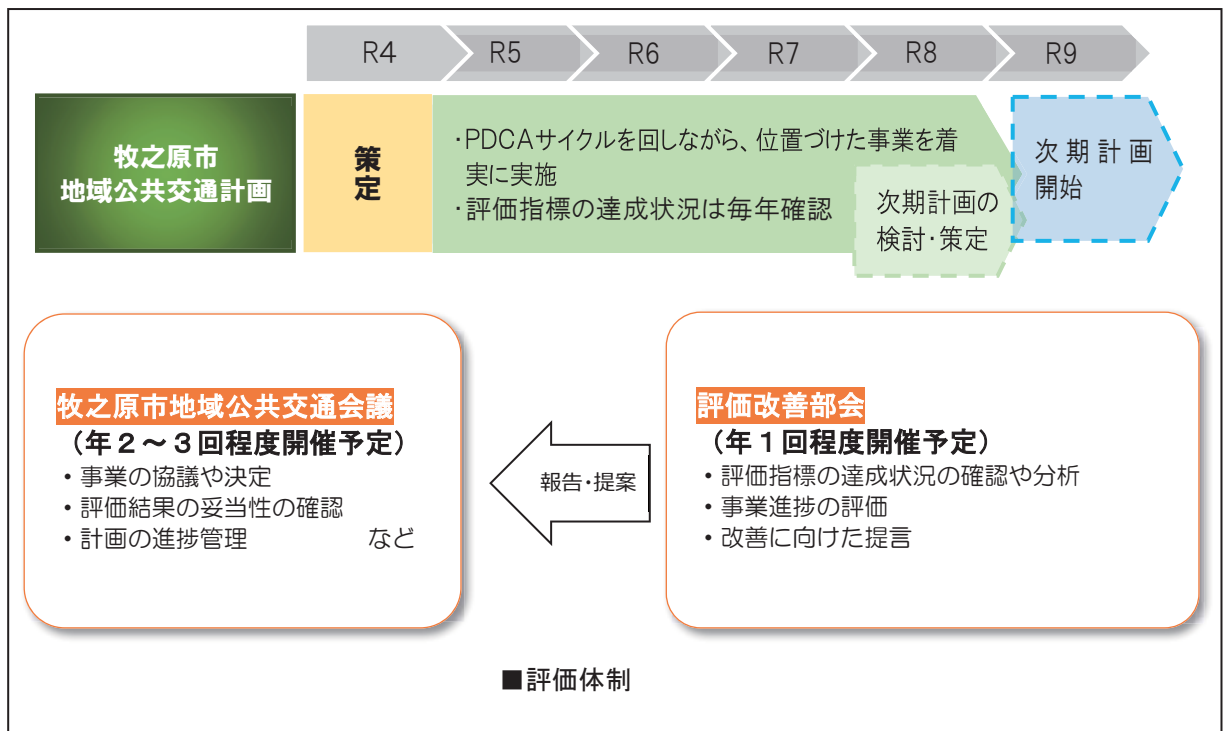 R4 R5 R6 R7 R8 R9
牧之原市
地域公共交通計画
策定
・PDCAサイクルを回しながら、位置づけた事業を着
実に実施
・評価指標の達成状況は毎年確認
次期計画の
検討・策定
次期計画
開始
牧之原市地域公共交通会議
（年２～３回程度開催予定）
・事業の協議や決定
・評価結果の妥当性の確認
・計画の進捗管理 など
報告・提案
評価改善部会
（年１回程度開催予定）
・評価指標の達成状況の確認や分析
・事業進捗の評価
・改善に向けた提言
■評価体制